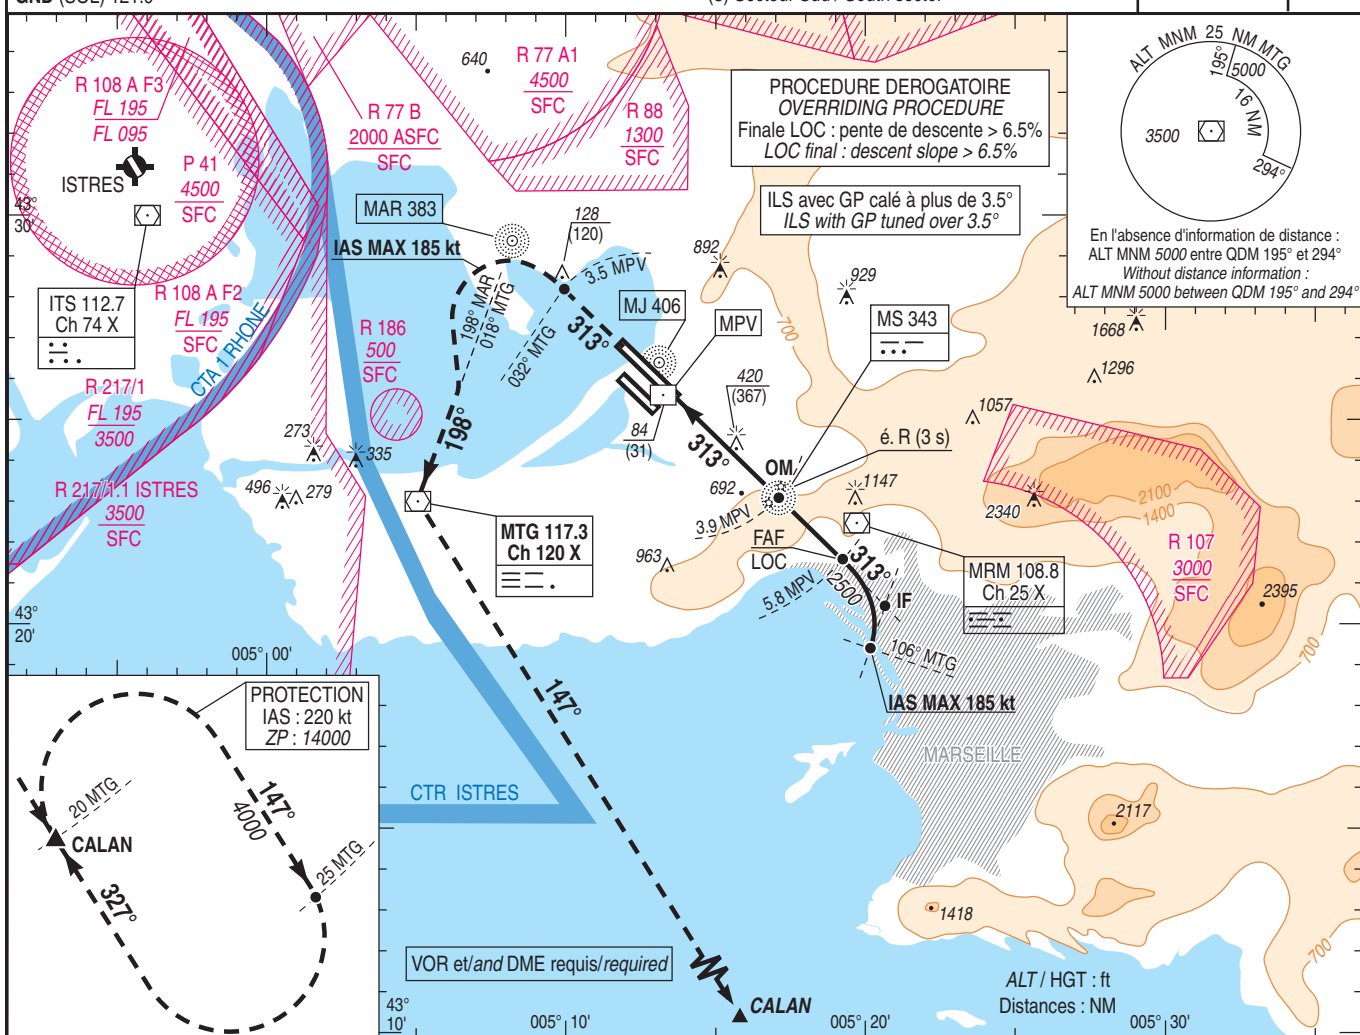 R 108 A F3
FL 195
FL 095
P 41
4500
SFC
ISTRES
43°
30'
ITS 112.7
Ch 74 X
R 108 A F2
FL 195
SFC
CTA 1 RHONE
R 217/1
FL 195
3500
R 217/1.1 ISTRES
3500
SFC
R 77 B
2000 ASFC
SFC
640
R 77 A1
4500
SFC
R 88
1300
SFC
PROCEDURE DEROGATOIRE
OVERRIDING PROCEDURE
Finale LOC : pente de descente > 6.5%
LOC final : descent slope > 6.5%
ILS avec GP calé à plus de 3.5°
ILS with GP tuned over 3.5°
ALT MNM 25 NM MTG
195°
5000
16 NM
3500
294°
En l'absence d'information de distance :
ALT MNM 5000 entre QDM 195° et 294°
Without distance information :
ALT MNM 5000 between QDM 195° and 294°
MAR 383
IAS MAX 185 kt
128
(120)
3.5 MPV
198° MAR
018° MTG
032° MTG
313°
MJ 406
MPV
892
929
700
MS 343
1668
1296
1057
R 186
500
SFC
273
335
496
279
198°
84
(31)
420
(367)
313°
OM
é. R (3 s)
692
1147
3.9 MPV
963
FAF
LOC
313°
2500
5.8 MPV
IF
106° MTG
IAS MAX 185 kt
MTG 117.3
Ch 120 X
MRM 108.8
Ch 25 X
2340
2100
1400
R 107
3000
SFC
2395
700
43°
20'
005° 00'
PROTECTION
IAS : 220 kt
ZP : 14000
20 MTG
147°
4000
CALAN
25 MTG
327°
147°
CTR ISTRES
MARSEILLE
2117
1418
700
VOR et/and DME requis/required
CALAN
ALT / HGT : ft
Distances : NM
43°
10'
005° 10'
005° 20'
005° 30'